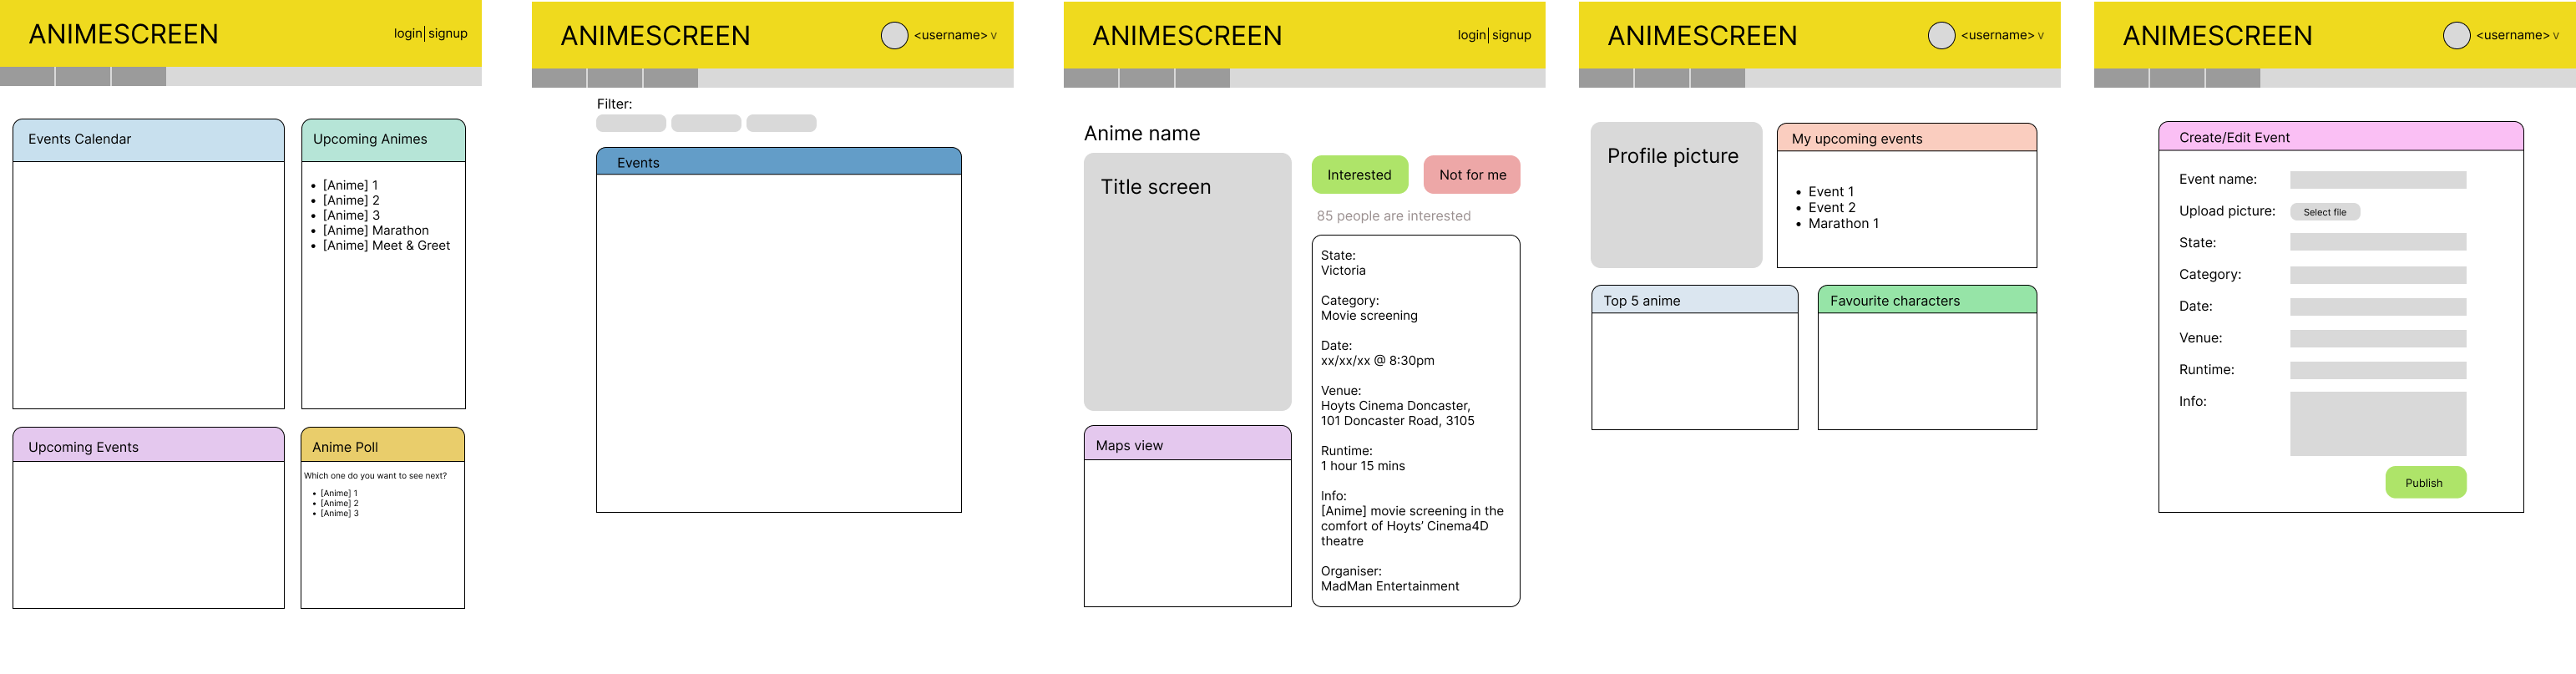 ANIMESCREEN
login|signup
Events Calendar
Upcoming Animes
• [Anime] 1
• [Anime] 2
• [Anime] 3
• [Anime] Marathon
• [Anime] Meet & Greet
Upcoming Events
Anime Poll
Which one do you want to see next?
• [Anime] 1
• [Anime] 2
• [Anime] 3
ANIMESCREEN
<username> v
Filter:
Events
ANIMESCREEN
login|signup
Anime name
Title screen
Interested
Not for me
85 people are interested
State:
Victoria
Category:
Movie screening
Date:
xx/xx/xx @ 8:30pm
Venue:
Hoyts Cinema Doncaster,
101 Doncaster Road, 3105
Runtime:
1 hour 15 mins
Info:
[Anime] movie screening in the
comfort of Hoyts’ Cinema4D
theatre
Organiser:
MadMan Entertainment
Maps view
ANIMESCREEN
<username> v
Profile picture
My upcoming events
• Event 1
• Event 2
• Marathon 1
Top 5 anime
Favourite characters
ANIMESCREEN
<username> v
Create/Edit Event
Event name:
Upload picture:
Select file
State:
Category:
Date:
Venue:
Runtime:
Info:
Publish